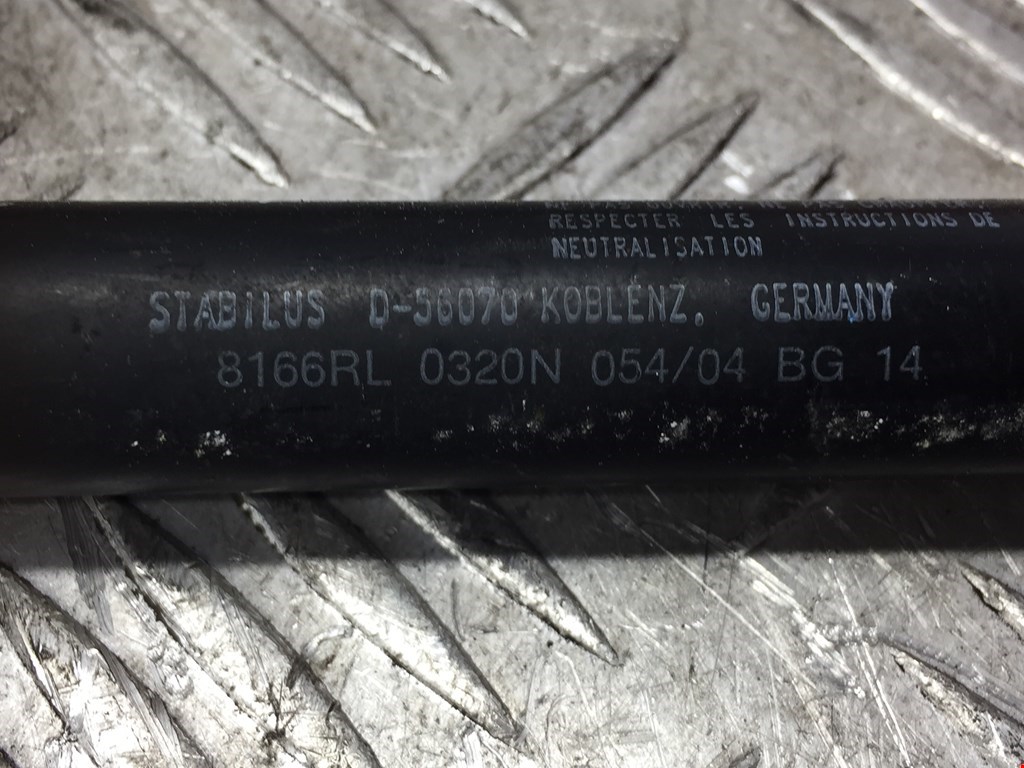 RESPECTER LES INSTRUCTIONS DE
NEUTRALISATION
STABILUS D-56070 KOBLENZ, GERMANY
8166RL 0320N 054/04 BG 14